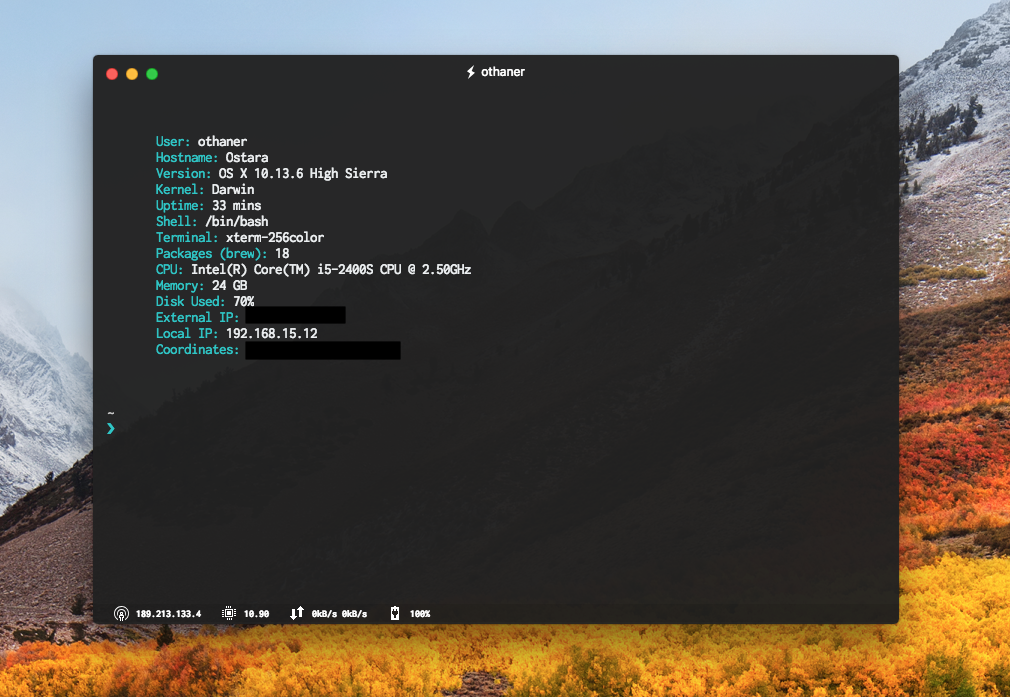 othaner
User: othaner
Hostname: Ostara
Version: OS X 10.13.6 High Sierra
Kernel: Darwin
Uptime: 33 mins
Shell: /bin/bash
Terminal: xterm-256color
Packages (brew): 18
CPU: Intel(R) Core(TM) i5-2400S CPU @ 2.50GHz
Memory: 24 GB
Disk Used: 70%
External IP:
Local IP: 192.168.15.12
Coordinates:
~
❯
189.213.133.4 10.90 0kB/s 0kB/s 100%